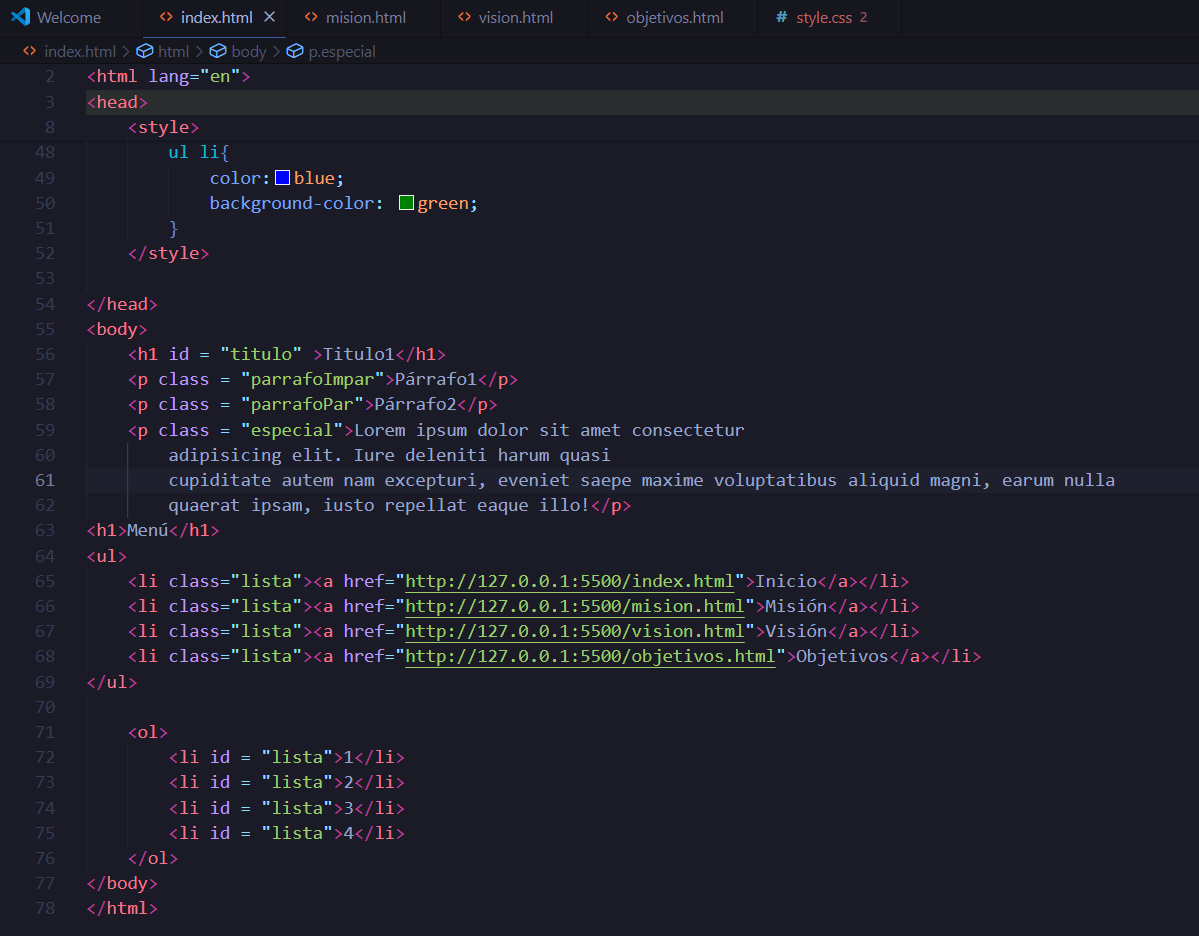 Welcome index.html mision.html vision.html objetivos.html # style.css 2
index.html > html > body > p.especial
2 <html lang="en">
3 <head>
8 <style>
48 ul li{
49 color:blue;
50 background-color: green;
51 }
52 </style>
53
54 </head>
55 <body>
56 <h1 id = "titulo" >Titulo1</h1>
57 <p class = "parrafoImpar">Párrafo1</p>
58 <p class = "parrafoPar">Párrafo2</p>
59 <p class = "especial">Lorem ipsum dolor sit amet consectetur
60 adipisicing elit. Iure deleniti harum quasi
61 cupiditate autem nam excepturi, eveniet saepe maxime voluptatibus aliquid magni, earum nulla
62 quaerat ipsam, iusto repellat eaque illo!</p>
63 <h1>Menú</h1>
64 <ul>
65 <li class="lista"><a href="http://127.0.0.1:5500/index.html">Inicio</a></li>
66 <li class="lista"><a href="http://127.0.0.1:5500/mision.html">Misión</a></li>
67 <li class="lista"><a href="http://127.0.0.1:5500/vision.html">Visión</a></li>
68 <li class="lista"><a href="http://127.0.0.1:5500/objetivos.html">Objetivos</a></li>
69 </ul>
70
71 <ol>
72 <li id = "lista">1</li>
73 <li id = "lista">2</li>
74 <li id = "lista">3</li>
75 <li id = "lista">4</li>
76 </ol>
77 </body>
78 </html>